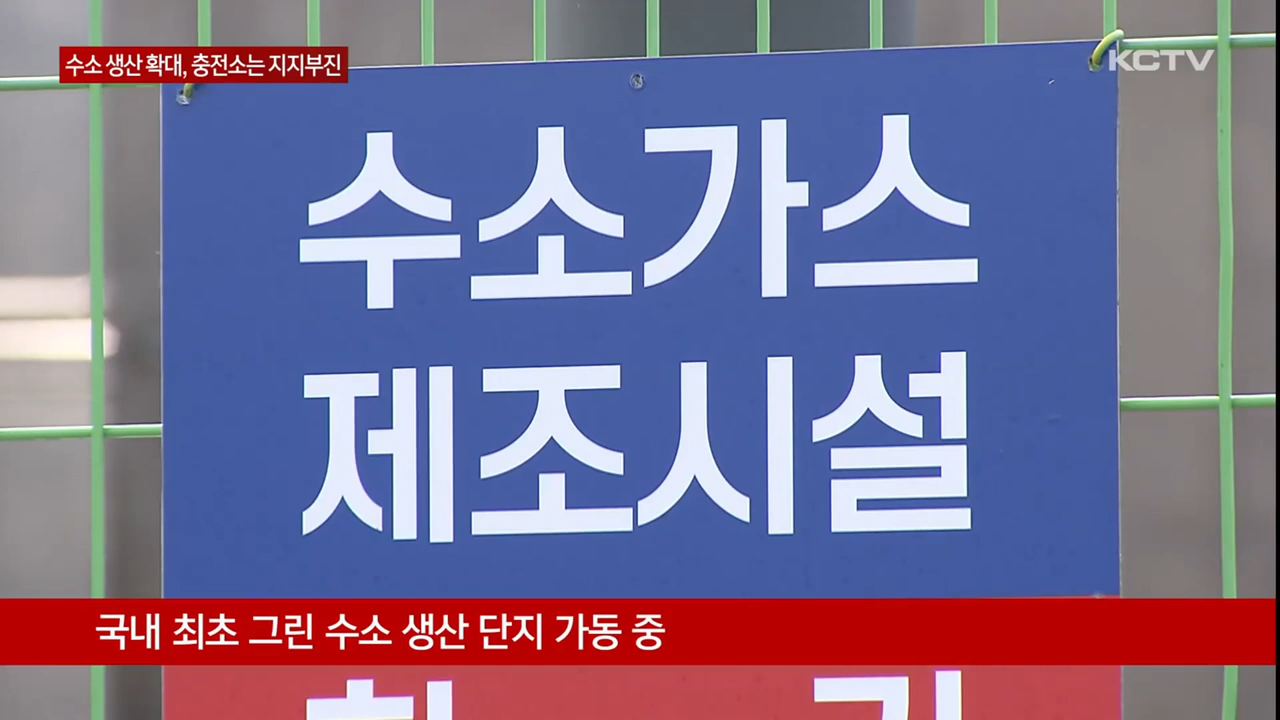 수소 생산 확대, 충전소는 지지부진
KCTV
수소가스
제조시설
국내 최초 그린 수소 생산 단지 가동 중